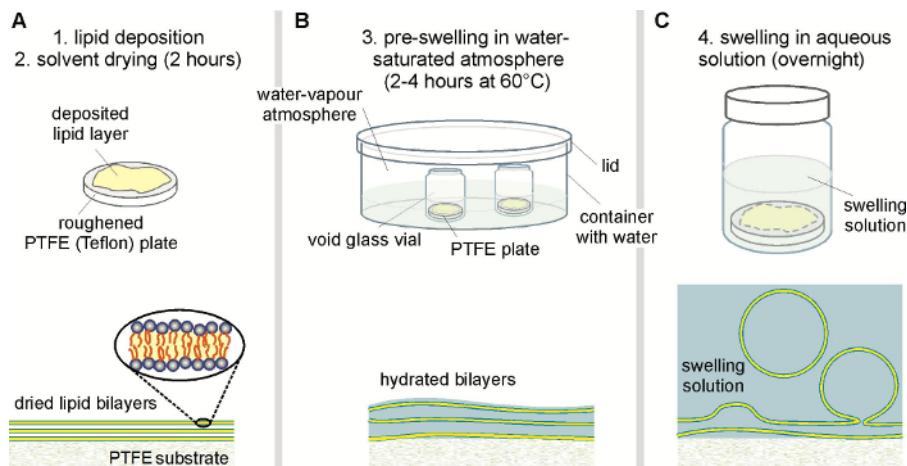 A
1. lipid deposition
2. solvent drying (2 hours)
deposited
lipid layer
roughened
PTFE (Teflon) plate
dried lipid bilayers
PTFE substrate
B
3. pre-swelling in water-
saturated atmosphere
(2-4 hours at 60°C)
water-vapour
atmosphere
lid
void glass vial
PTFE plate
container
with water
hydrated bilayers
C
4. swelling in aqueous
solution (overnight)
swelling
solution
swelling
solution